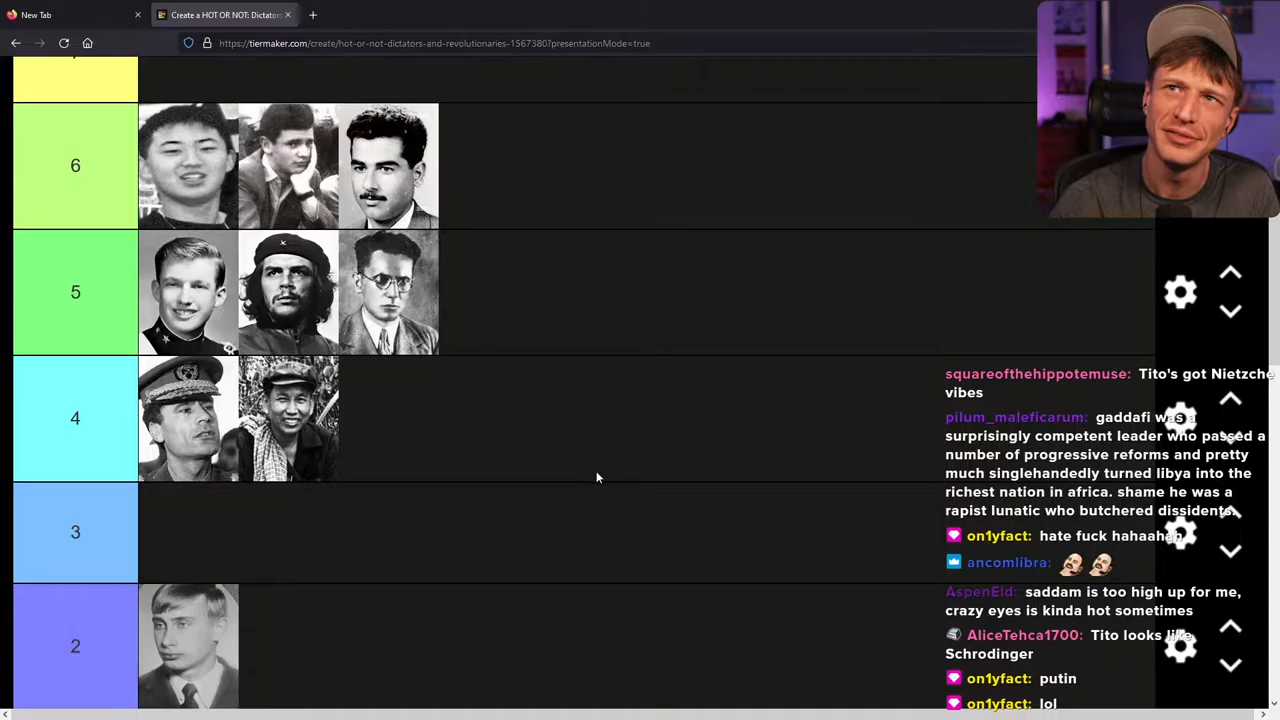 New Tab
Create a HOT OR NOT: Dictators
https://tiermaker.com/create/hot-or-not-dictators-and-revolutionaries-1567380?presentationMode=true
6
5
4
3
2
squareofthehippotemuse: Tito's got Nietzche
vibes
pilum_maleficarum: gaddafi was a
surprisingly competent leader who passed a
number of progressive reforms and pretty
much singlehandedly turned libya into the
richest nation in africa. shame he was a
rapist lunatic who butchered dissidents.
on1yfact: hate fuck hahaahah
ancomlibra:
AspenEld: saddam is too high up for me,
crazy eyes is kinda hot sometimes
AliceTehca1700: Tito looks like
Schrodinger
on1yfact: putin
on1yfact: lol